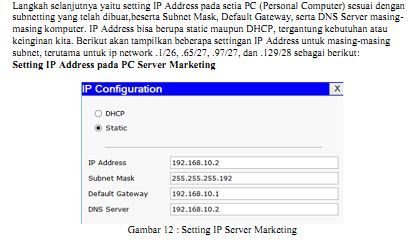 Langkah selanjutnya yaitu setting IP Address pada setia PC (Personal Computer) sesuai dengan
subnetting yang telah dibuat,beserta Subnet Mask, Default Gateway, serta DNS Server masing-
masing komputer. IP Address bisa berupa static maupun DHCP, tergantung kebutuhan atau
keinginan kita. Berikut akan tampilkan beberapa settingan IP Address untuk masing-masing
subnet, terutama untuk ip network .1/26, .65/27, .97/27, dan .129/28 sebagai berikut:
Setting IP Address pada PC Server Marketing
IP Configuration X
DHCP
Static
IP Address 192.168.10.2
Subnet Mask 255.255.255.192
Default Gateway 192.168.10.1
DNS Server 192.168.10.2
Gambar 12 : Setting IP Server Marketing